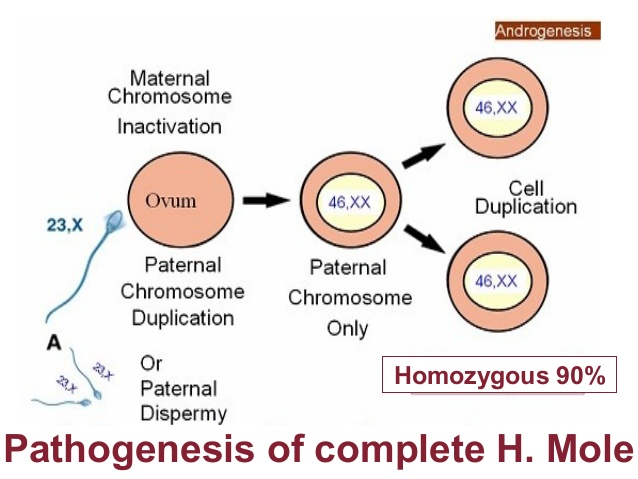 Androgenesis
Maternal
Chromosome
Inactivation
46,XX
Ovum
46,XX
Cell
Duplication
23,X
Paternal
Chromosome
Duplication
Paternal
Chromosome
Only
46,XX
A
23,X
23,X
Or
Paternal
Dispermy
Homozygous 90%
Pathogenesis of complete H. Mole